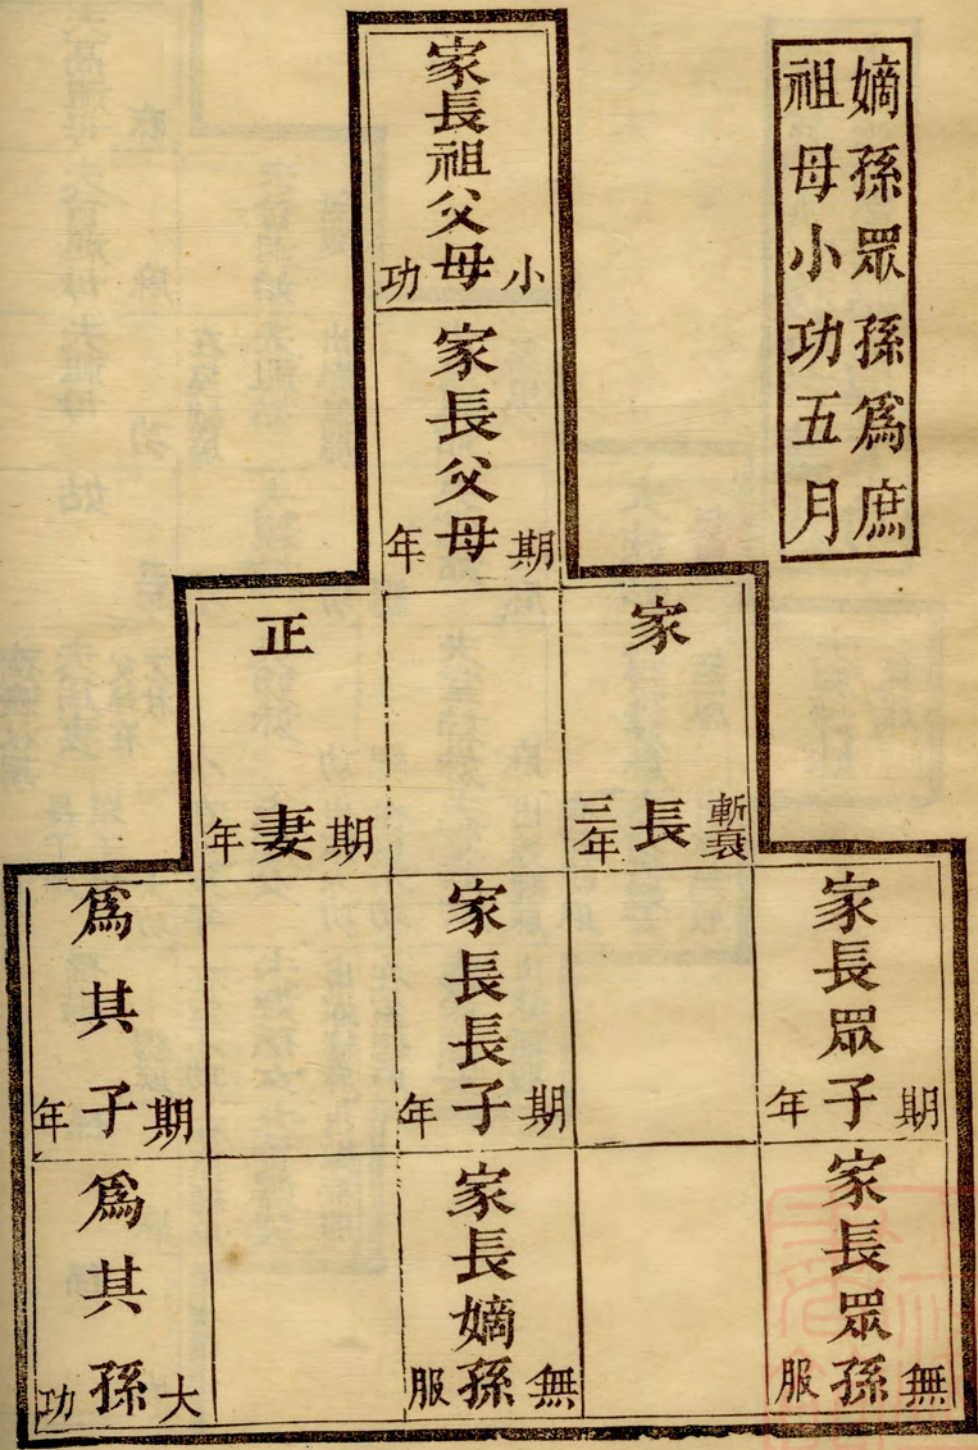 嫡孫眾孫爲庶
祖母小功五月
家長祖父母
小功
家長父母
期年
家長
斬衰三年
正妻
期年
家長眾子
期年
家長長子
期年
爲其子
期年
家長眾孫
無服
家長嫡孫
無服
爲其孫
大功